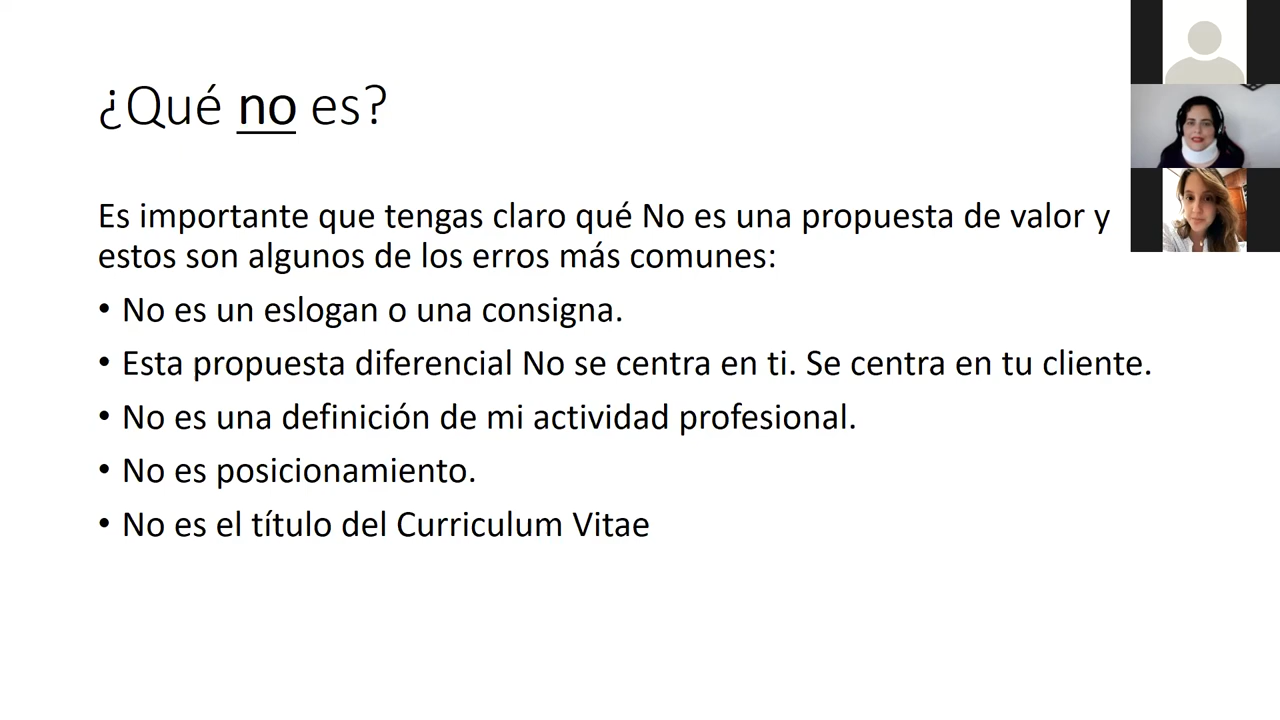 ¿Qué no es?
Es importante que tengas claro qué No es una propuesta de valor y
estos son algunos de los erros más comunes:
• No es un eslogan o una consigna.
• Esta propuesta diferencial No se centra en ti. Se centra en tu cliente.
• No es una definición de mi actividad profesional.
• No es posicionamiento.
• No es el título del Curriculum Vitae